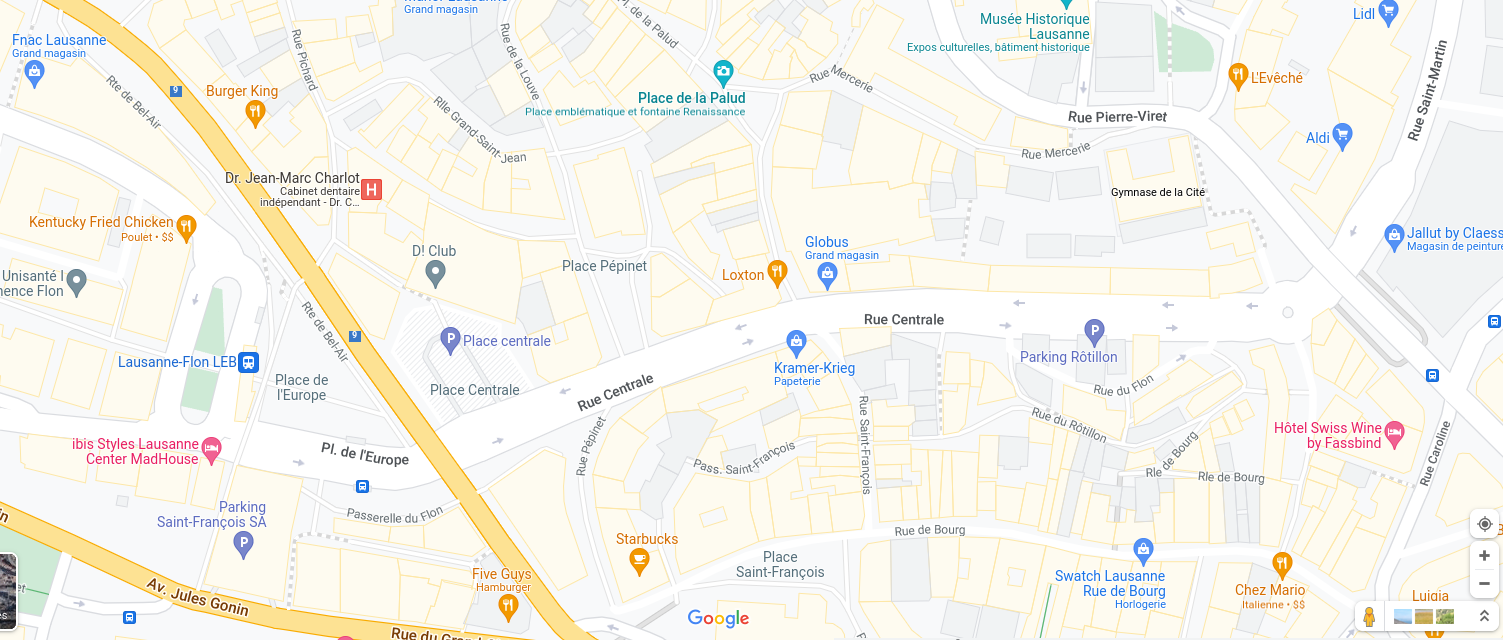 Grand magasin
Pl. de la Palud
Musée Historique
Lausanne
Expos culturelles, bâtiment historique
Lidl
Fnac Lausanne
Grand magasin
Rue Pichard
Rue de la Louve
Rue Mercerie
L'Evêché
Rue Saint-Martin
Rte de Bel-Air
9
Burger King
Place de la Palud
Place emblématique et fontaine Renaissance
Rue Pierre-Viret
Aldi
Rlle Grand-Saint-Jean
Rue Mercerie
Dr. Jean-Marc Charlot
Cabinet dentaire
indépendant - Dr. C...
H
Gymnase de la Cité
Kentucky Fried Chicken
Poulet • $$
D! Club
Globus
Grand magasin
Jallut by Claess
Magasin de peinture
Place Pépinet
Loxton
Unisanté I
nence Flon
Rte de Bel-Air
9
Rue Centrale
P
Place centrale
P
Parking Rôtillon
Lausanne-Flon LEB
Kramer-Krieg
Papeterie
Place de
l'Europe
Place Centrale
Rue Centrale
Rue du Flon
Rue Saint-François
Rue du Rôtillon
Hôtel Swiss Wine
by Fassbind
Rue Caroline
ibis Styles Lausanne
Center MadHouse
Pl. de l'Europe
Rue Pépinet
Pass. Saint-François
Rle de Bourg
Rle de Bourg
Parking
Saint-François SA
P
Passerelle du Flon
Rue de Bourg
Starbucks
Place
Saint-François
Swatch Lausanne
Rue de Bourg
Horlogerie
Chez Mario
Italienne • $$
Five Guys
Hamburger
Av. Jules Gonin
Luigia
Google